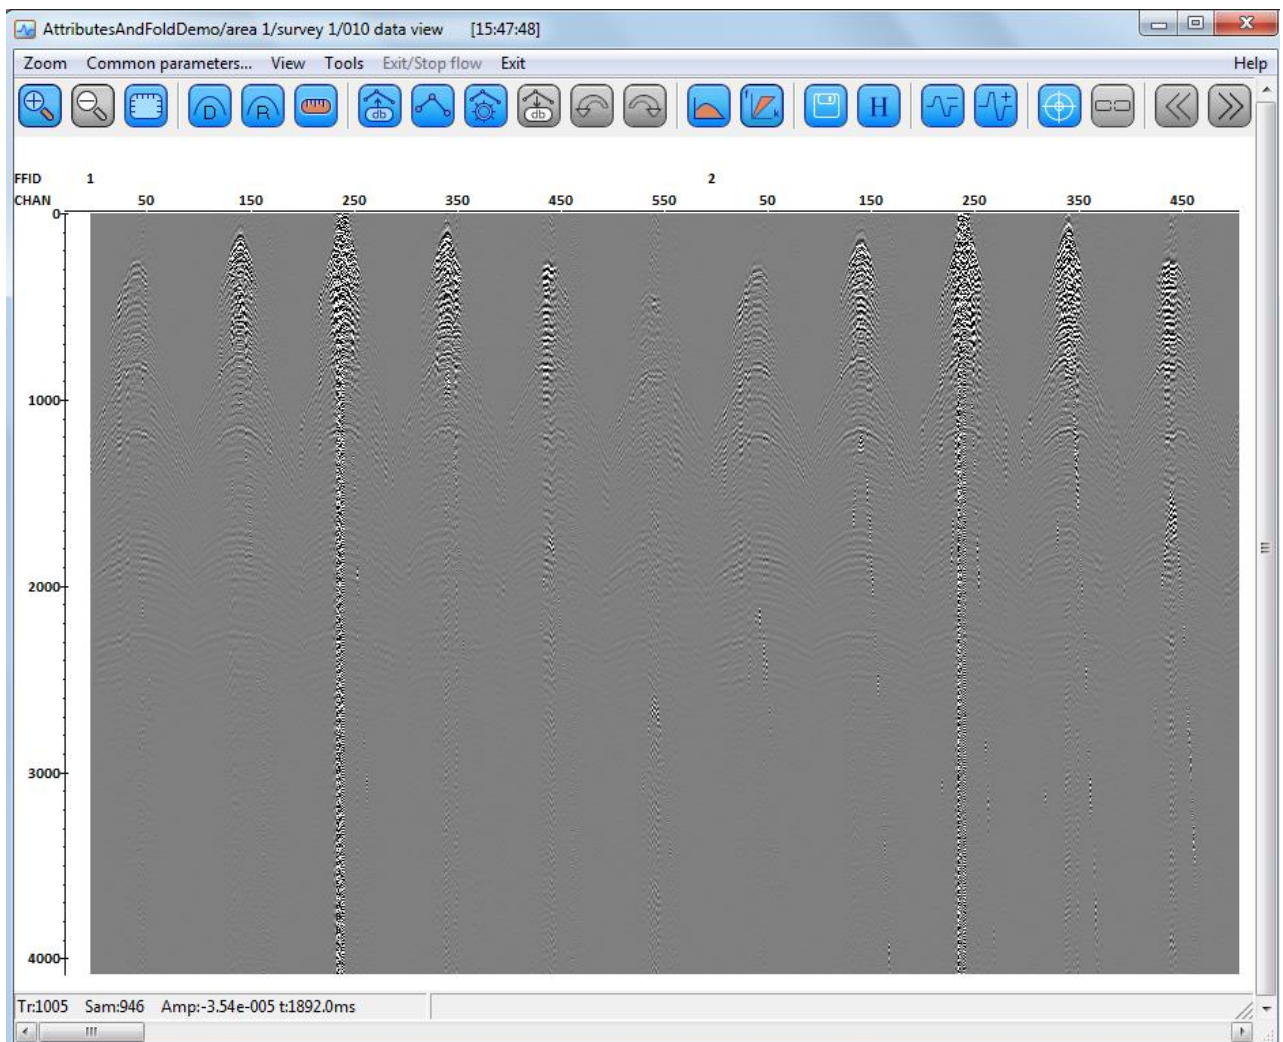 AttributesAndFoldDemo/area 1/survey 1/010 data view [15:47:48]
Zoom Common parameters... View Tools Exit/Stop flow Exit Help
D R db db f k H
FFID 1 2
CHAN 50 150 250 350 450 550 50 150 250 350 450
0
1000
2000
3000
4000
Tr:1005 Sam:946 Amp:-3.54e-005 t:1892.0ms